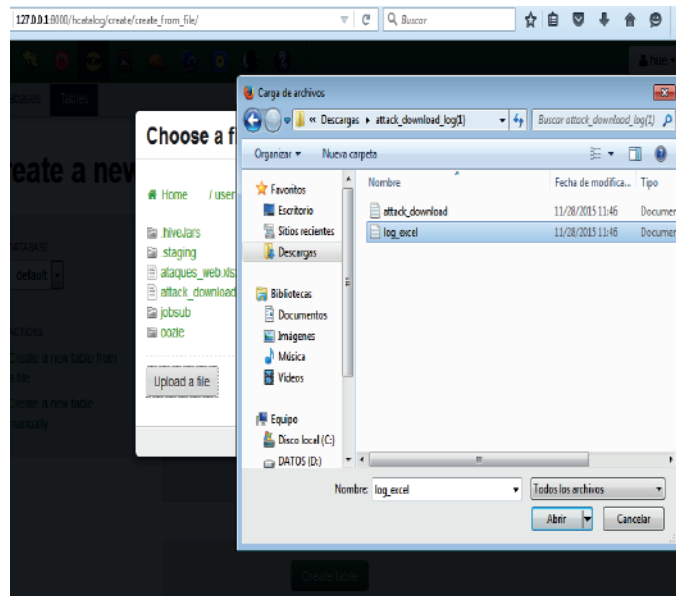 127.0.0.1:8000/hcatalog/create/create_from_file/
Buscar
hue
Tables
eate a new
DATABASE
default
Create a new table from
a file
Create a new table
manually
Choose a f
Home / user
.hiveJars
.staging
ataques_web.xls
attack_download
jobsub
oozie
Upload a file
Create table
Carga de archivos
« Descargas ▸ attack_download_log(1)
Buscar attack_download_log(1)
Organizar
Nueva carpeta
Favoritos
Escritorio
Sitios recientes
Descargas
Bibliotecas
Documentos
Imágenes
Música
Videos
Equipo
Disco local (C:)
DATOS (D:)
Nombre Fecha de modifica... Tipo
attack_download 11/28/2015 11:46 Documen
log_excel 11/28/2015 11:46 Documen
Nombre: log_excel
Todos los archivos
Abrir
Cancelar